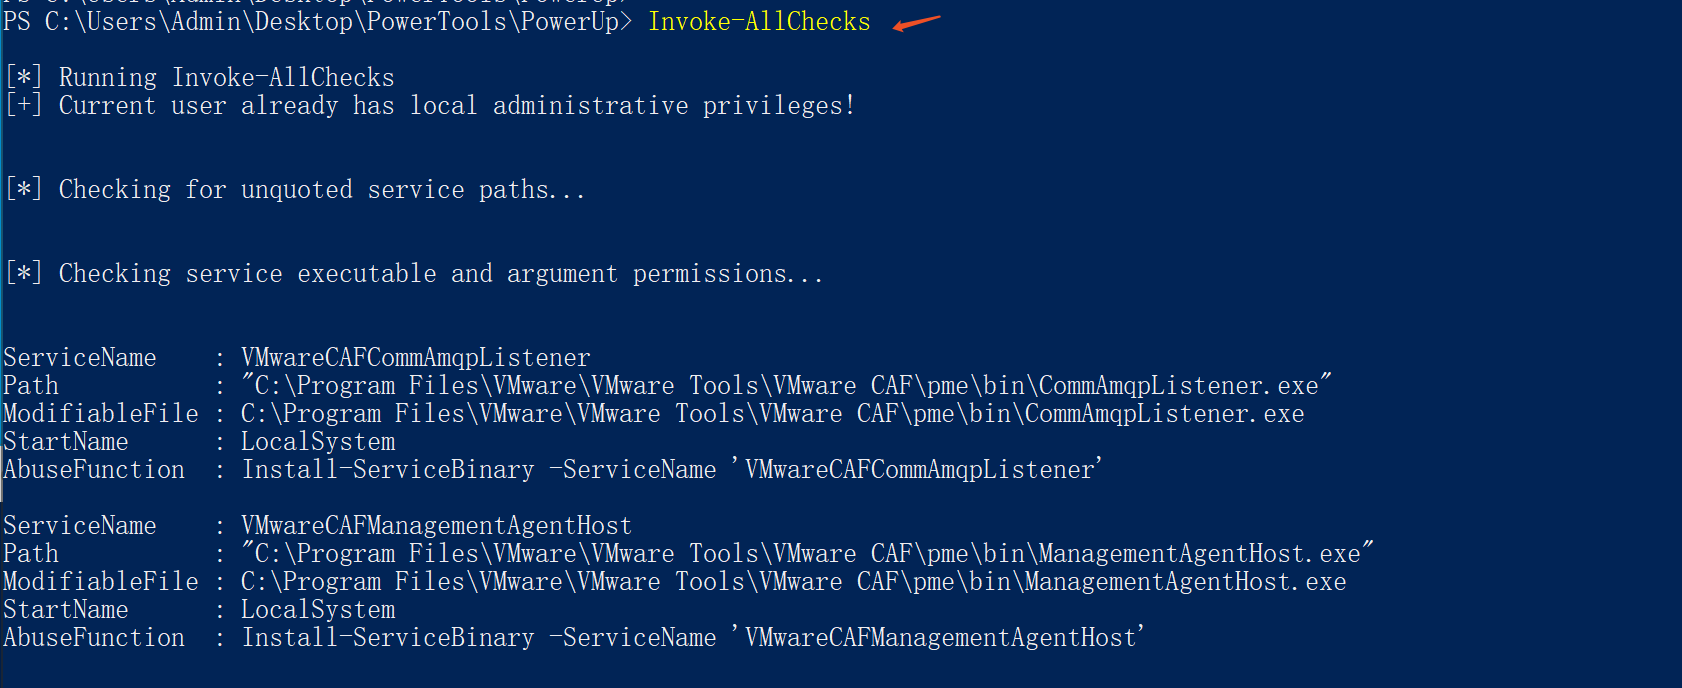 PS C:\Users\Admin\Desktop\PowerTools\PowerUp> Invoke-AllChecks
[*] Running Invoke-AllChecks
[+] Current user already has local administrative privileges!
[*] Checking for unquoted service paths...
[*] Checking service executable and argument permissions...
ServiceName    : VMwareCAFCommAmqpListener
Path           : "C:\Program Files\VMware\VMware Tools\VMware CAF\pme\bin\CommAmqpListener.exe"
ModifiableFile : C:\Program Files\VMware\VMware Tools\VMware CAF\pme\bin\CommAmqpListener.exe
StartName      : LocalSystem
AbuseFunction  : Install-ServiceBinary -ServiceName 'VMwareCAFCommAmqpListener'
ServiceName    : VMwareCAFManagementAgentHost
Path           : "C:\Program Files\VMware\VMware Tools\VMware CAF\pme\bin\ManagementAgentHost.exe"
ModifiableFile : C:\Program Files\VMware\VMware Tools\VMware CAF\pme\bin\ManagementAgentHost.exe
StartName      : LocalSystem
AbuseFunction  : Install-ServiceBinary -ServiceName 'VMwareCAFManagementAgentHost'